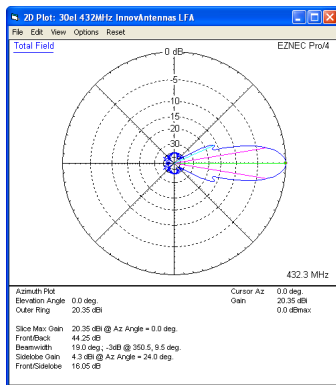 2D Plot: 30el 432MHz InnovAntennas LFA
File Edit View Options Reset
Total Field
EZNEC Pro/4
0 dB
-5
-10
-15
-20
-30
432.3 MHz
Azimuth Plot
Elevation Angle 0.0 deg.
Outer Ring 20.35 dBi
Cursor Az 0.0 deg.
Gain 20.35 dBi
0.0 dBmax
Slice Max Gain 20.35 dBi @ Az Angle = 0.0 deg.
Front/Back 44.25 dB
Beamwidth 19.0 deg.; -3dB @ 350.5, 9.5 deg.
Sidelobe Gain 4.3 dBi @ Az Angle = 24.0 deg.
Front/Sidelobe 16.05 dB